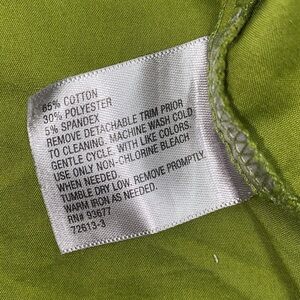 65% COTTON
30% POLYESTER
5% SPANDEX
REMOVE DETACHABLE TRIM PRIOR
TO CLEANING. MACHINE WASH COLD
GENTLE CYCLE. WITH LIKE COLORS.
USE ONLY NON-CHLORINE BLEACH
WHEN NEEDED.
TUMBLE DRY LOW. REMOVE PROMPTLY.
WARM IRON AS NEEDED.
RN# 93677
72613-3